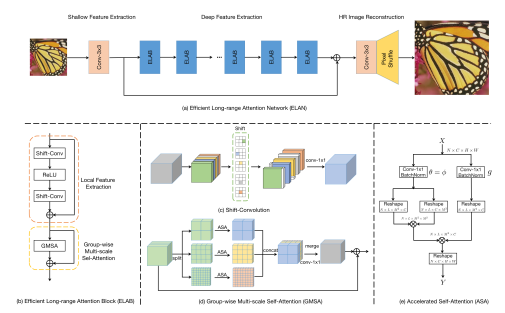 Shallow Feature Extraction
Deep Feature Extraction
HR Image Reconstruction
Conv-3x3
ELAB
ELAB
...
ELAB
ELAB
ELAB
Conv-3x3
Pixel Shuffle
(a) Efficient Long-range Attention Network (ELAN)
Shift-Conv
ReLU
Shift-Conv
Local Feature
Extraction
GMSA
Group-wise
Multi-scale
Sel-Attention
(b) Efficient Long-range Attention Block (ELAB)
Shift
conv-1x1
(c) Shift-Convolution
split
ASA
ASA
ASA
concat
merge
conv-1x1
(d) Group-wise Multi-scale Self-Attention (GMSA)
X
N × C × H × W
Conv-1x1
BatchNorm
θ = ϕ
Conv-1x1
BatchNorm
g
Reshape
Reshape
Reshape
Reshape
N × C × H × W
Y
(e) Accelerated Self-Attention (ASA)